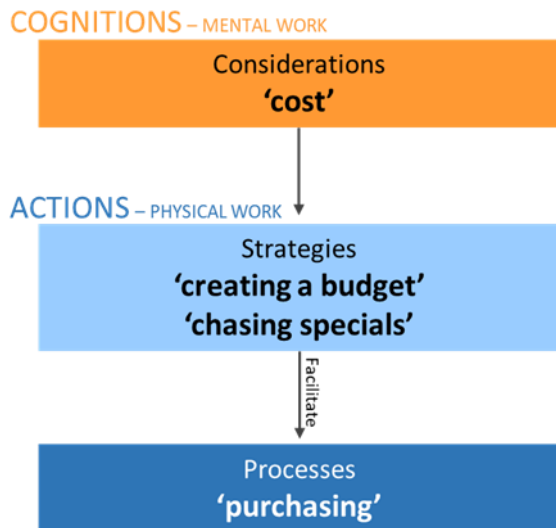 COGNITIONS – MENTAL WORK
Considerations
‘cost’
ACTIONS – PHYSICAL WORK
Strategies
‘creating a budget’
‘chasing specials’
Facilitate
Processes
‘purchasing’